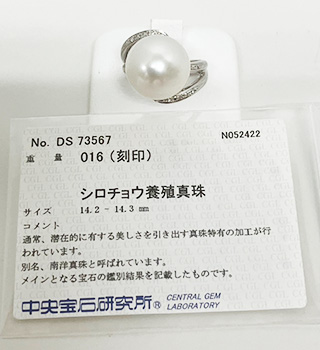 No. DS 73567
N052422
重 量 016 (刻印)
シロチョウ養殖真珠
サイズ 14.2 - 14.3 mm
コメント
通常、潜在的に有する美しさを引き出す真珠特有の加工が行
われています。
別名、南洋真珠と呼ばれています。
メインとなる宝石の鑑別結果を記載したものです。
中央宝石研究所® CENTRAL GEM
LABORATORY